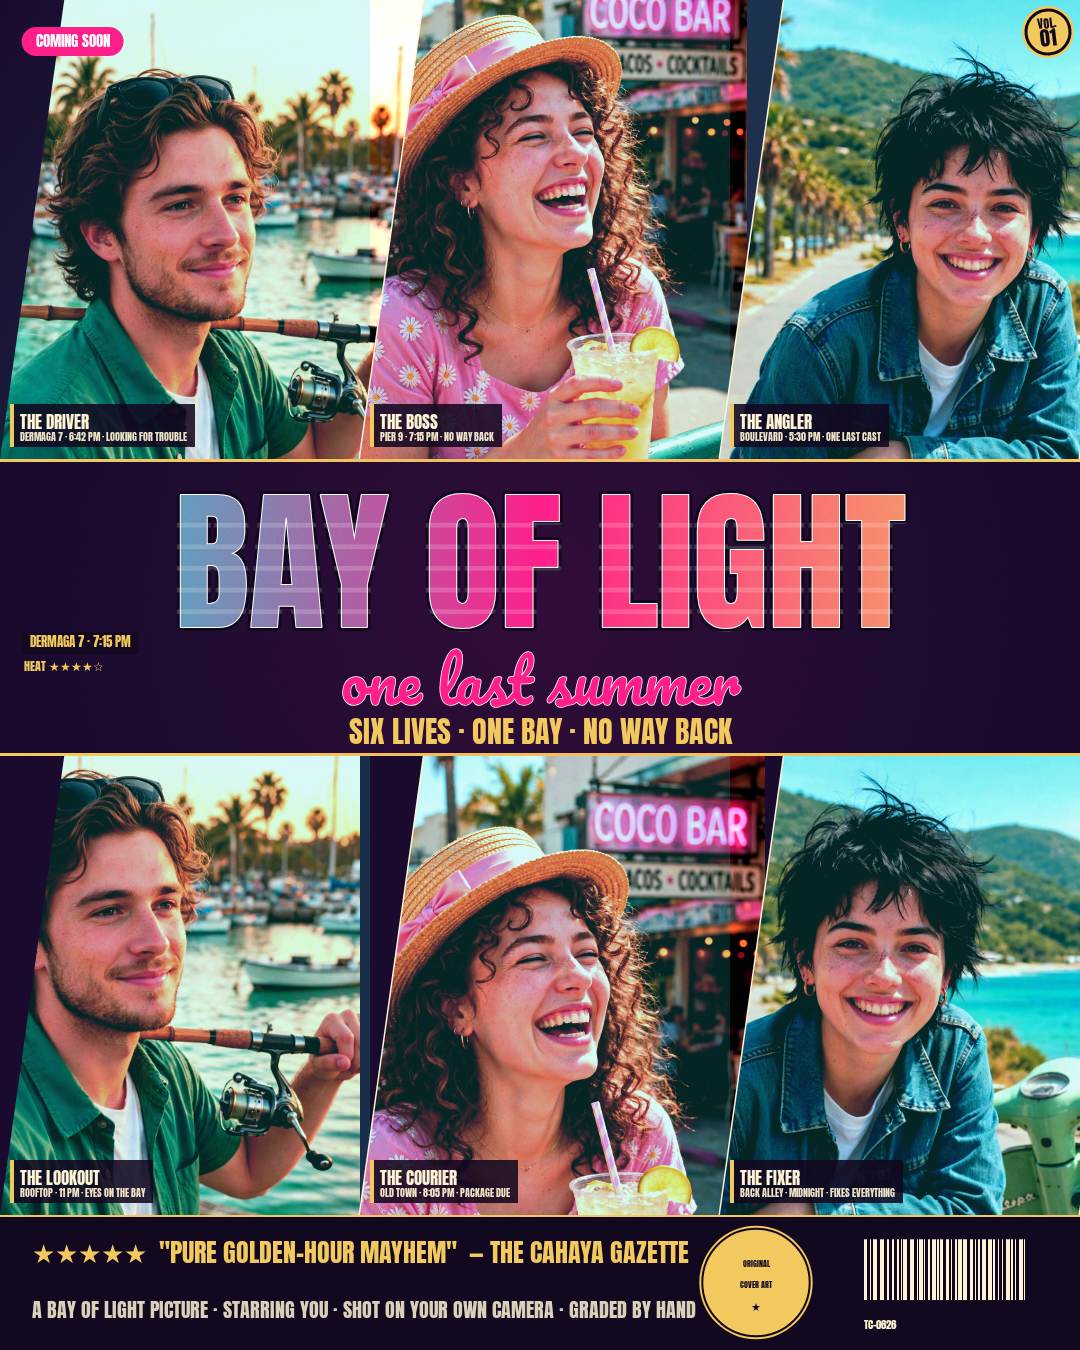 COMING SOON
VOL
01
COCO BAR
ACOS • COCKTAILS
THE DRIVER
DERMAGA 7 · 6:42 PM · LOOKING FOR TROUBLE
THE BOSS
PIER 9 · 7:15 PM · NO WAY BACK
THE ANGLER
BOULEVARD · 5:30 PM · ONE LAST CAST
BAY OF LIGHT
DERMAGA 7 · 7:15 PM
HEAT ★★★★☆
one last summer
SIX LIVES · ONE BAY · NO WAY BACK
COCO BAR
ACOS • COCKTAILS
THE LOOKOUT
ROOFTOP · 11 PM · EYES ON THE BAY
THE COURIER
OLD TOWN · 6:05 PM · PACKAGE DUE
THE FIXER
BACK ALLEY · MIDNIGHT · FIXES EVERYTHING
★★★★★ "PURE GOLDEN-HOUR MAYHEM" — THE CAHAYA GAZETTE
A BAY OF LIGHT PICTURE · STARRING YOU · SHOT ON YOUR OWN CAMERA · GRADED BY HAND
ORIGINAL
COVER ART
★
TC-0626